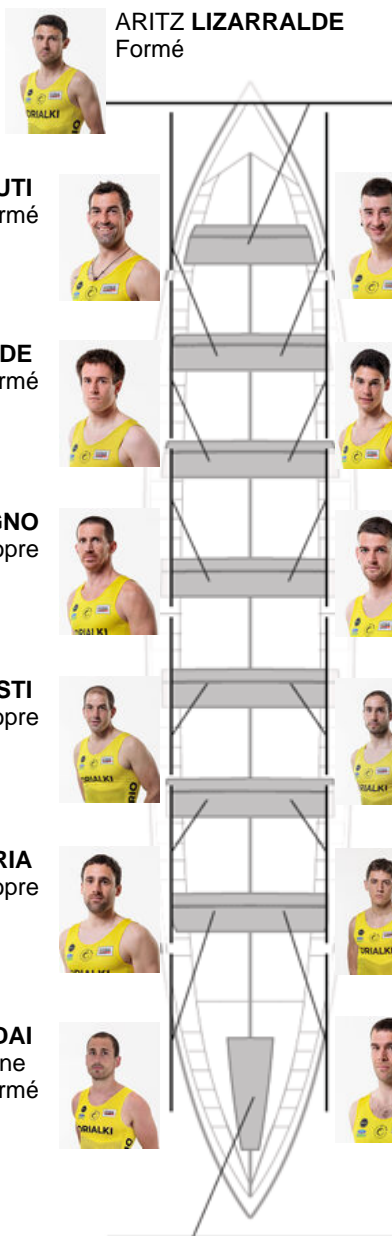 ARITZ LIZARRALDE
Formé
UTI
rmé
DE
rmé
GNO
opre
STI
opre
RIA
opre
DAI
ne
rmé